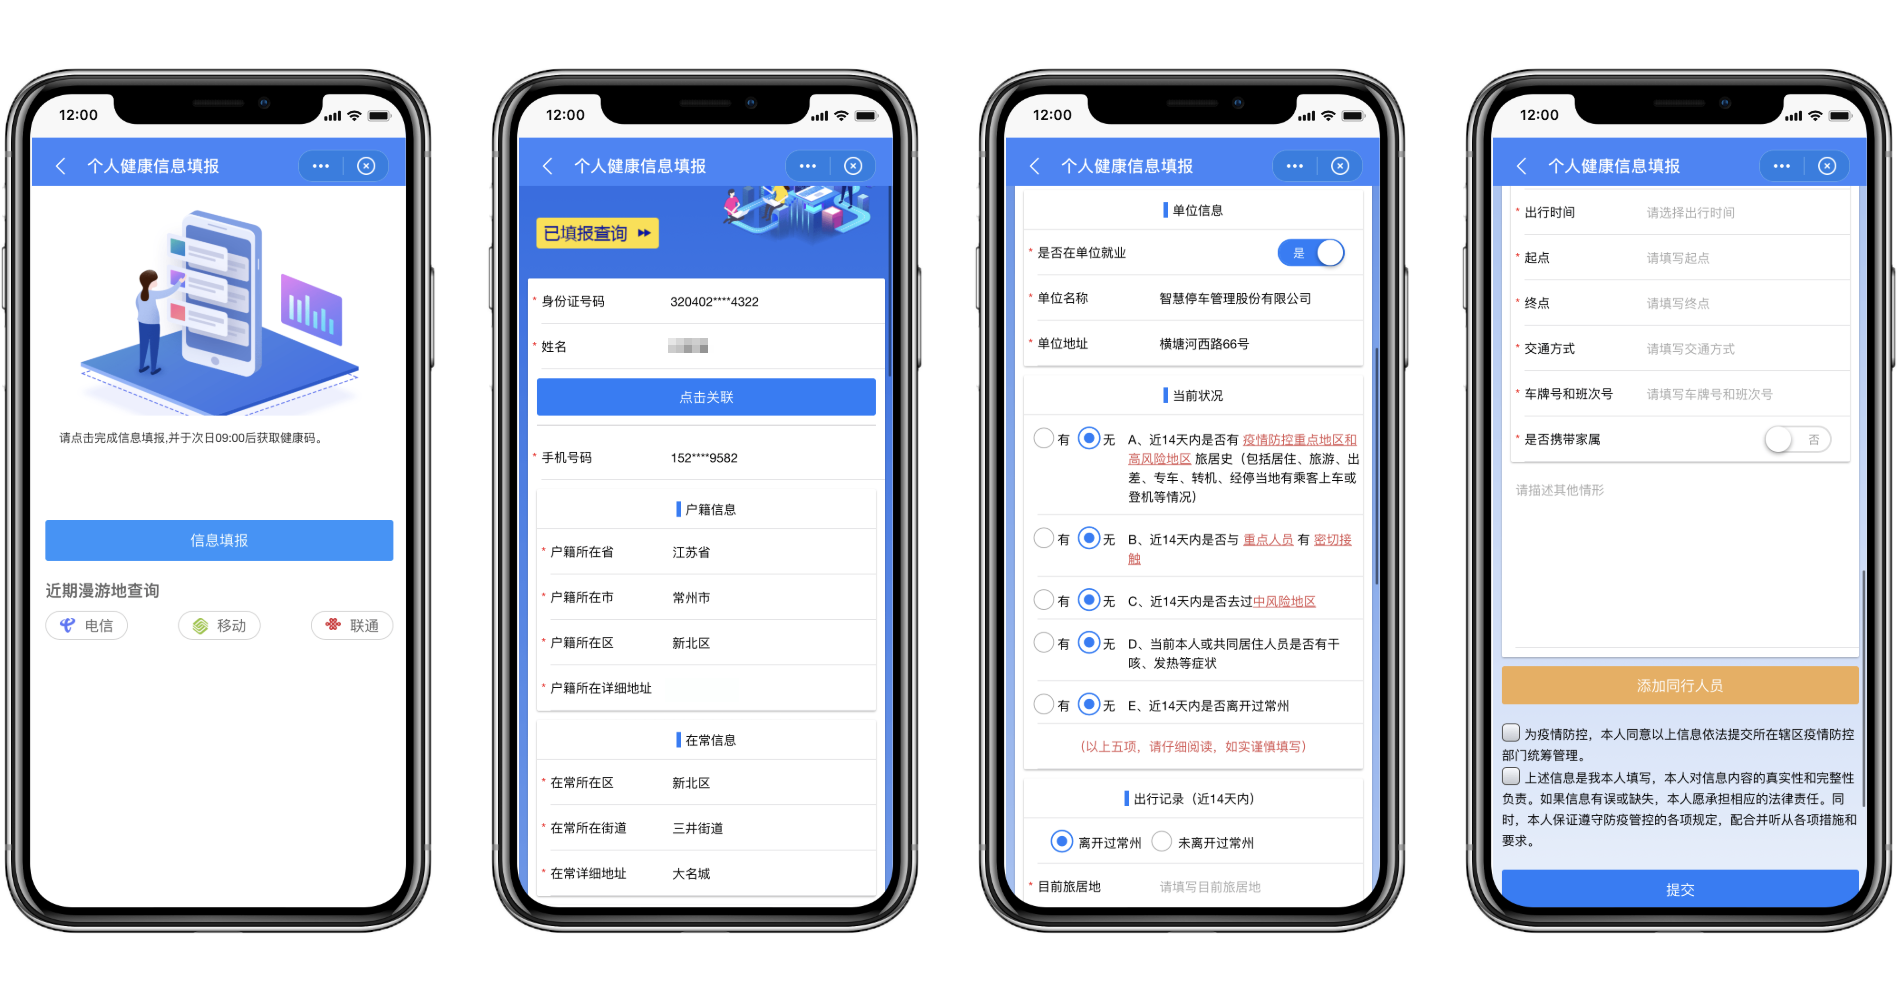 12:00
个人健康信息填报
请点击完成信息填报,并于次日09:00后获取健康码。
信息填报
近期漫游地查询
电信
移动
联通
12:00
个人健康信息填报
已填报查询
* 身份证号码 320402****4322
* 姓名
点击关联
* 手机号码 152****9582
户籍信息
* 户籍所在省 江苏省
* 户籍所在市 常州市
* 户籍所在区 新北区
* 户籍所在详细地址
在常信息
* 在常所在区 新北区
* 在常所在街道 三井街道
* 在常详细地址 大名城
12:00
个人健康信息填报
单位信息
* 是否在单位就业 是
* 单位名称 智慧停车管理股份有限公司
* 单位地址 横塘河西路66号
当前状况
有 无 A、近14天内是否有 疫情防控重点地区和
高风险地区 旅居史（包括居住、旅游、出
差、专车、转机、经停当地有乘客上车或
登机等情况）
有 无 B、近14天内是否与 重点人员 有 密切接
触
有 无 C、近14天内是否去过中风险地区
有 无 D、当前本人或共同居住人员是否有干
咳、发热等症状
有 无 E、近14天内是否离开过常州
（以上五项，请仔细阅读，如实谨慎填写）
出行记录（近14天内）
离开过常州 未离开过常州
* 目前旅居地 请填写目前旅居地
12:00
个人健康信息填报
* 出行时间 请选择出行时间
* 起点 请填写起点
* 终点 请填写终点
* 交通方式 请填写交通方式
* 车牌号和班次号 请填写车牌号和班次号
* 是否携带家属 否
请描述其他情形
添加同行人员
为疫情防控，本人同意以上信息依法提交所在辖区疫情防控
部门统筹管理。
上述信息是我本人填写，本人对信息内容的真实性和完整性
负责。如果信息有误或缺失，本人愿承担相应的法律责任。同
时，本人保证遵守防疫管控的各项规定，配合并听从各项措施和
要求。
提交